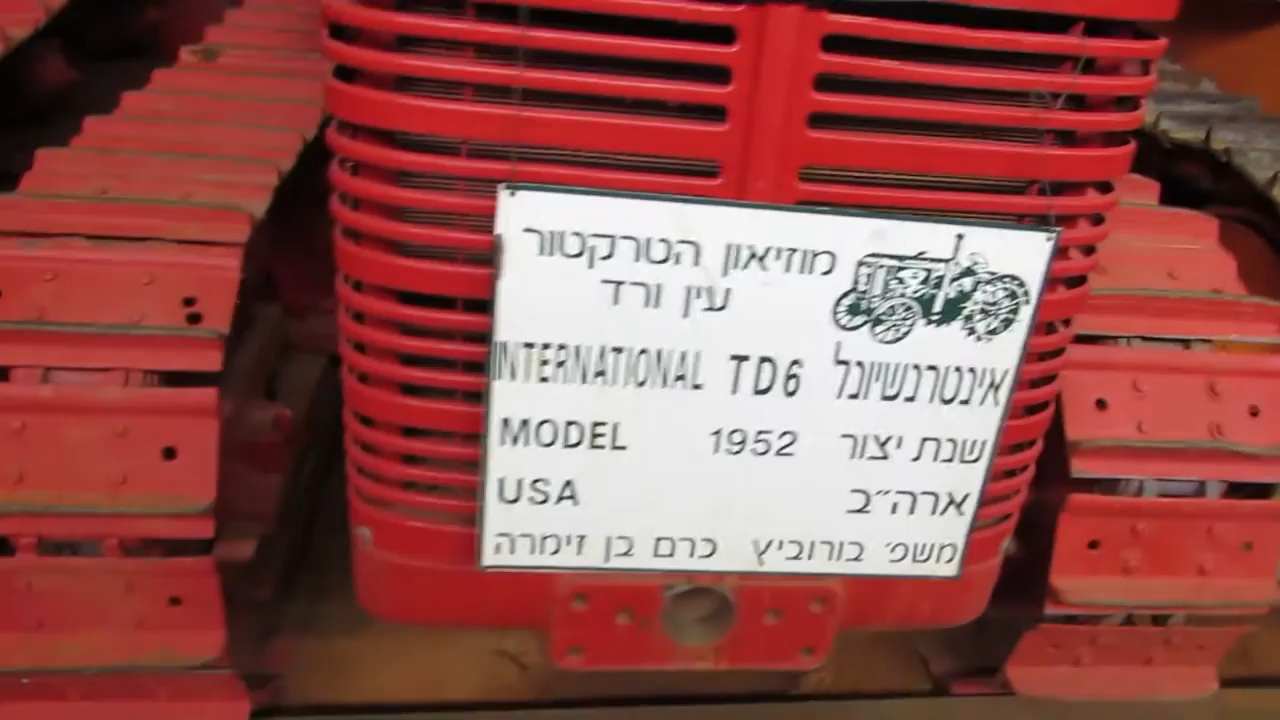 מוזיאון הטרקטור
עין ורד
אינטרנשיונל TD6 INTERNATIONAL
שנת יצור 1952 MODEL
ארה״ב USA
משפ׳ בורוביץ כרם בן זימרה